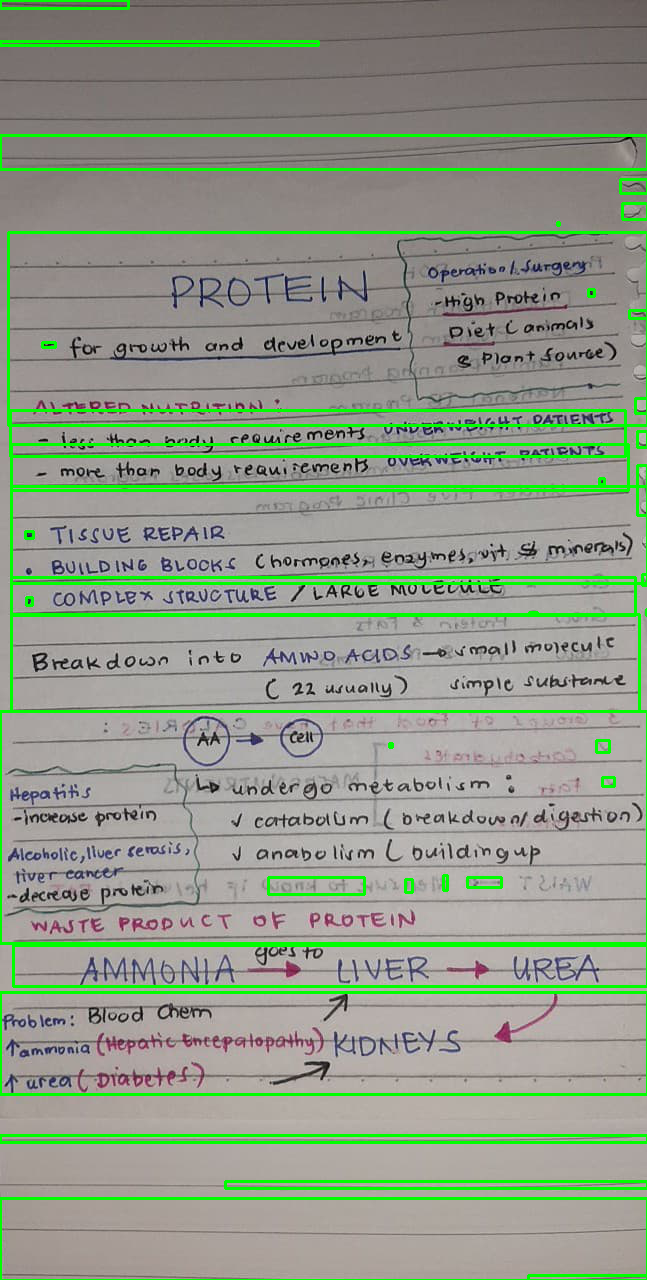 PROTEIN
- for growth and development
Operation/Surgery
- High Protein
Diet (animals
& Plant Source)
ALTERED NUTRITION:
- less than body requirements UNDERWEIGHT PATIENTS
- more than body requirements OVERWEIGHT PATIENTS
• TISSUE REPAIR
• BUILDING BLOCKS (hormones, enzymes, vit & minerals)
• COMPLEX STRUCTURE / LARGE MOLECULE
Breakdown into AMINO ACIDS → small molecule
(22 usually) simple substance
AA → Cell
↳ undergo metabolism:
✓ catabolism (breakdown/digestion)
✓ anabolism (building up
Hepatitis
- increase protein
Alcoholic, liver serosis,
liver cancer
- decrease protein
WASTE PRODUCT OF PROTEIN
AMMONIA goes to → LIVER → UREA
KIDNEYS
Problem: Blood Chem
↑ ammonia (Hepatic Encepalopathy)
↑ urea (Diabetes)